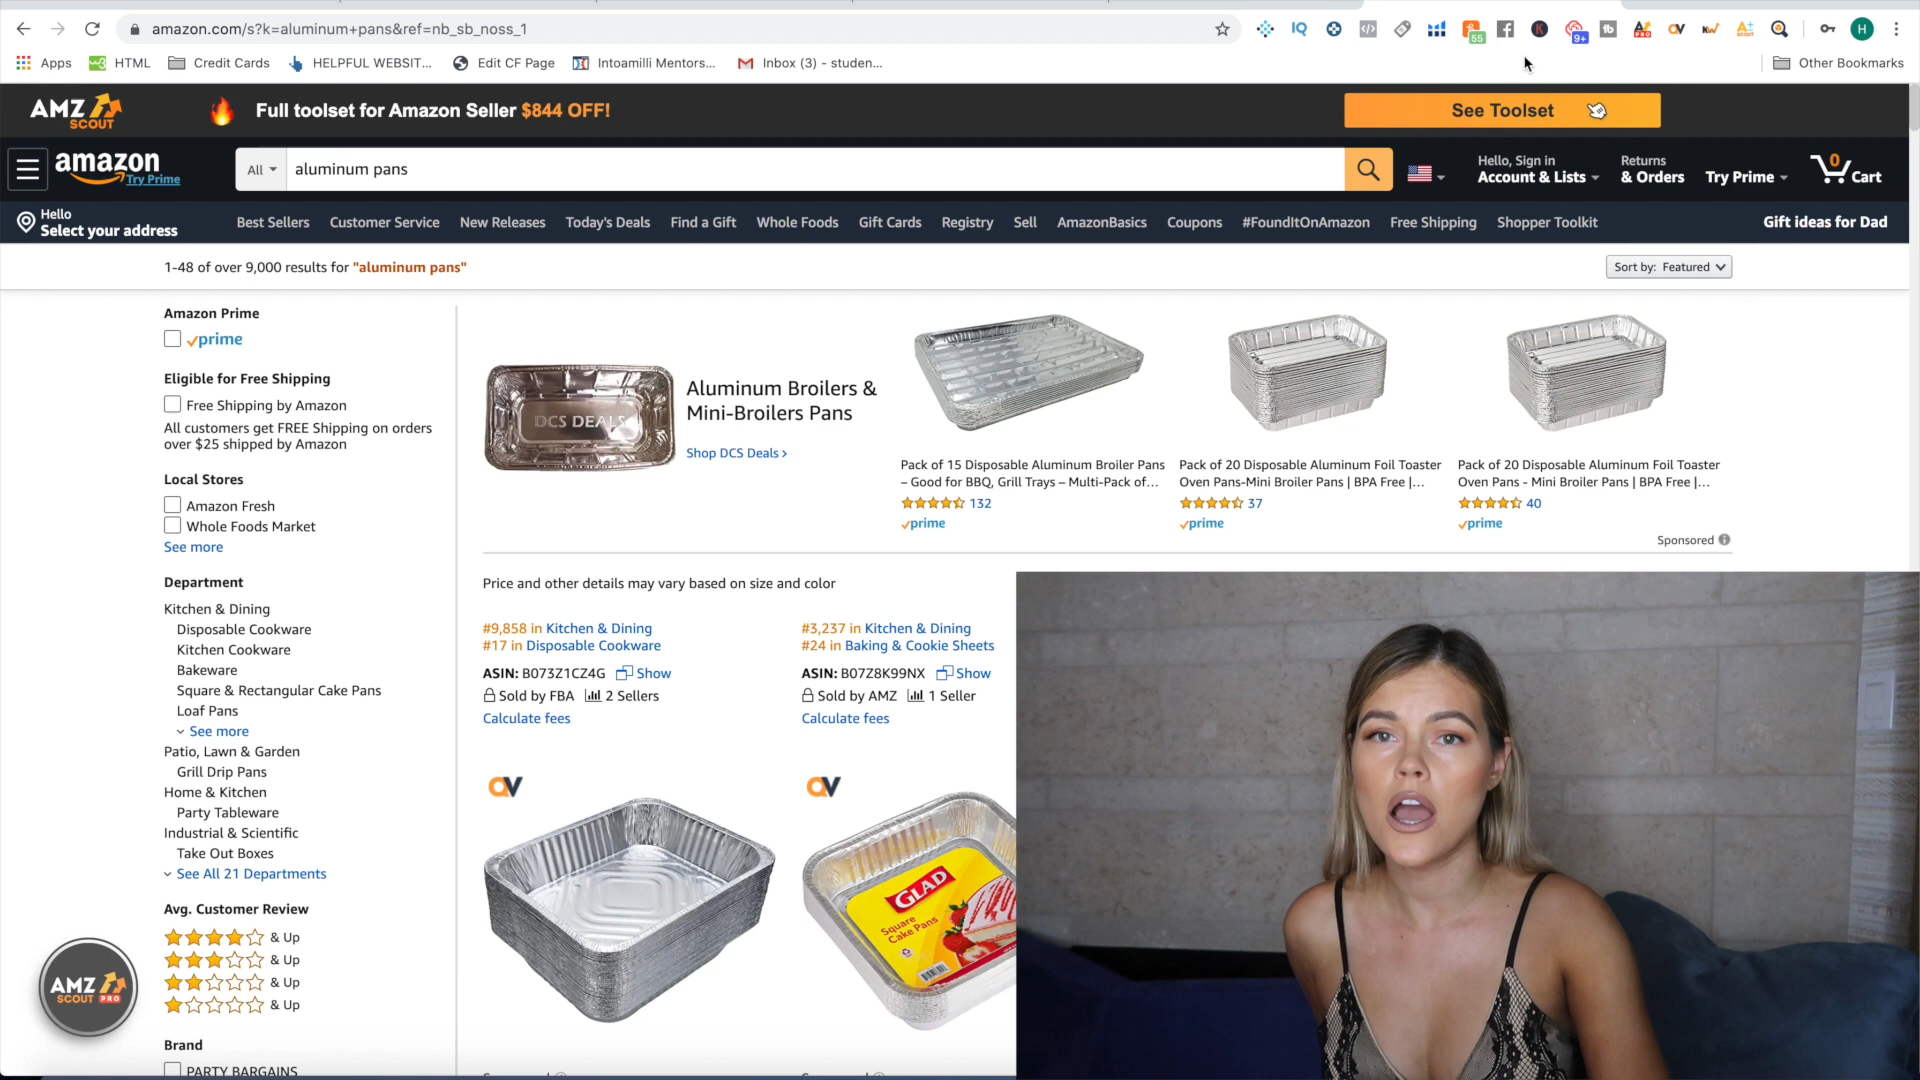 amazon.com/s?k=aluminum+pans&ref=nb_sb_noss_1
IQ
55
9+
Apps
HTML
Credit Cards
HELPFUL WEBSIT...
Edit CF Page
Intoamilli Mentors...
Inbox (3) - studen...
Other Bookmarks
AMZ
SCOUT
Full toolset for Amazon Seller $844 OFF!
See Toolset
amazon
Try Prime
All
aluminum pans
Hello, Sign in
Account & Lists
Returns
& Orders
Try Prime
0
Cart
Hello
Select your address
Best Sellers
Customer Service
New Releases
Today's Deals
Find a Gift
Whole Foods
Gift Cards
Registry
Sell
AmazonBasics
Coupons
#FoundItOnAmazon
Free Shipping
Shopper Toolkit
Gift ideas for Dad
1-48 of over 9,000 results for "aluminum pans"
Sort by: Featured
Amazon Prime
prime
Eligible for Free Shipping
Free Shipping by Amazon
All customers get FREE Shipping on orders
over $25 shipped by Amazon
Local Stores
Amazon Fresh
Whole Foods Market
See more
Department
Kitchen & Dining
Disposable Cookware
Kitchen Cookware
Bakeware
Square & Rectangular Cake Pans
Loaf Pans
See more
Patio, Lawn & Garden
Grill Drip Pans
Home & Kitchen
Party Tableware
Industrial & Scientific
Take Out Boxes
See All 21 Departments
Avg. Customer Review
& Up
& Up
& Up
& Up
Brand
PARTY BARGAINS
AMZ
SCOUT PRO
DCS DEALS
Aluminum Broilers &
Mini-Broilers Pans
Shop DCS Deals ›
Pack of 15 Disposable Aluminum Broiler Pans
– Good for BBQ, Grill Trays – Multi-Pack of...
132
prime
Pack of 20 Disposable Aluminum Foil Toaster
Oven Pans-Mini Broiler Pans | BPA Free |...
37
prime
Pack of 20 Disposable Aluminum Foil Toaster
Oven Pans - Mini Broiler Pans | BPA Free |...
40
prime
Sponsored
Price and other details may vary based on size and color
#9,858 in Kitchen & Dining
#17 in Disposable Cookware
ASIN: B073Z1CZ4G Show
Sold by FBA 2 Sellers
Calculate fees
#3,237 in Kitchen & Dining
#24 in Baking & Cookie Sheets
ASIN: B07Z8K99NX Show
Sold by AMZ 1 Seller
Calculate fees
GLAD
Square
Cake Pans